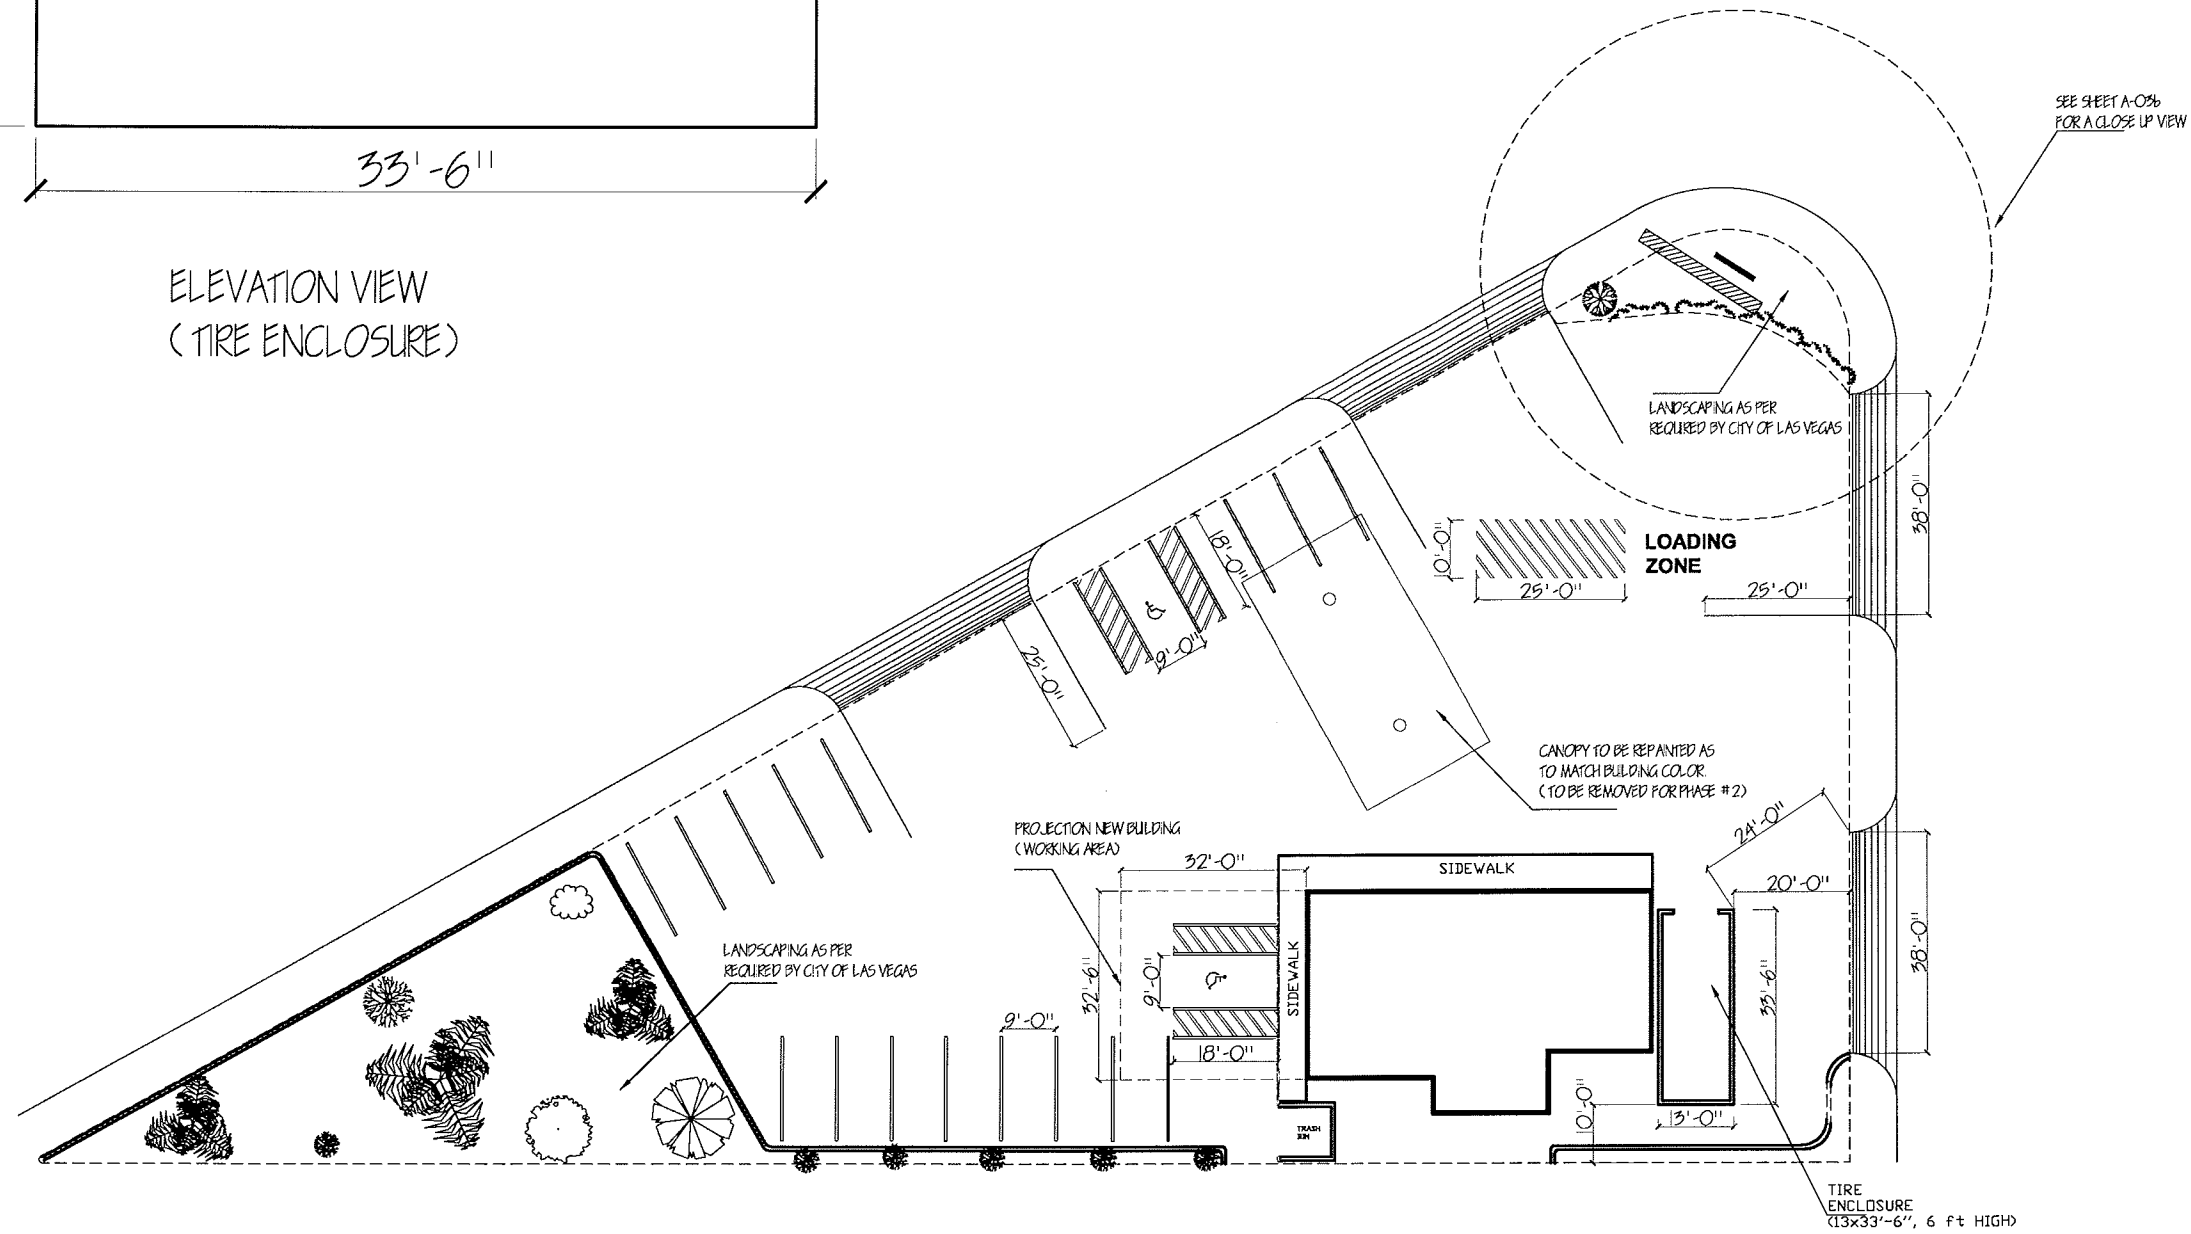 33'-6"
ELEVATION VIEW
( TIRE ENCLOSURE)
SEE SHEET A-03b
FOR A CLOSE UP VIEW
LANDSCAPING AS PER
REQUIRED BY CITY OF LAS VEGAS
38'-0"
10'-0"
LOADING
ZONE
25'-0"
25'-0"
18'-0"
9'-0"
25'-0"
CANOPY TO BE REPAINTED AS
TO MATCH BUILDING COLOR.
( TO BE REMOVED FOR PHASE #2)
24'-0"
PROJECTION NEW BUILDING
( WORKING AREA)
32'-0"
SIDEWALK
20'-0"
LANDSCAPING AS PER
REQUIRED BY CITY OF LAS VEGAS
32'-6"
9'-0"
SIDEWALK
33'-6"
38'-0"
9'-0"
18'-0"
10'-0"
13'-0"
TRASH
BIN
TIRE
ENCLOSURE
(13x33'-6", 6 ft HIGH)